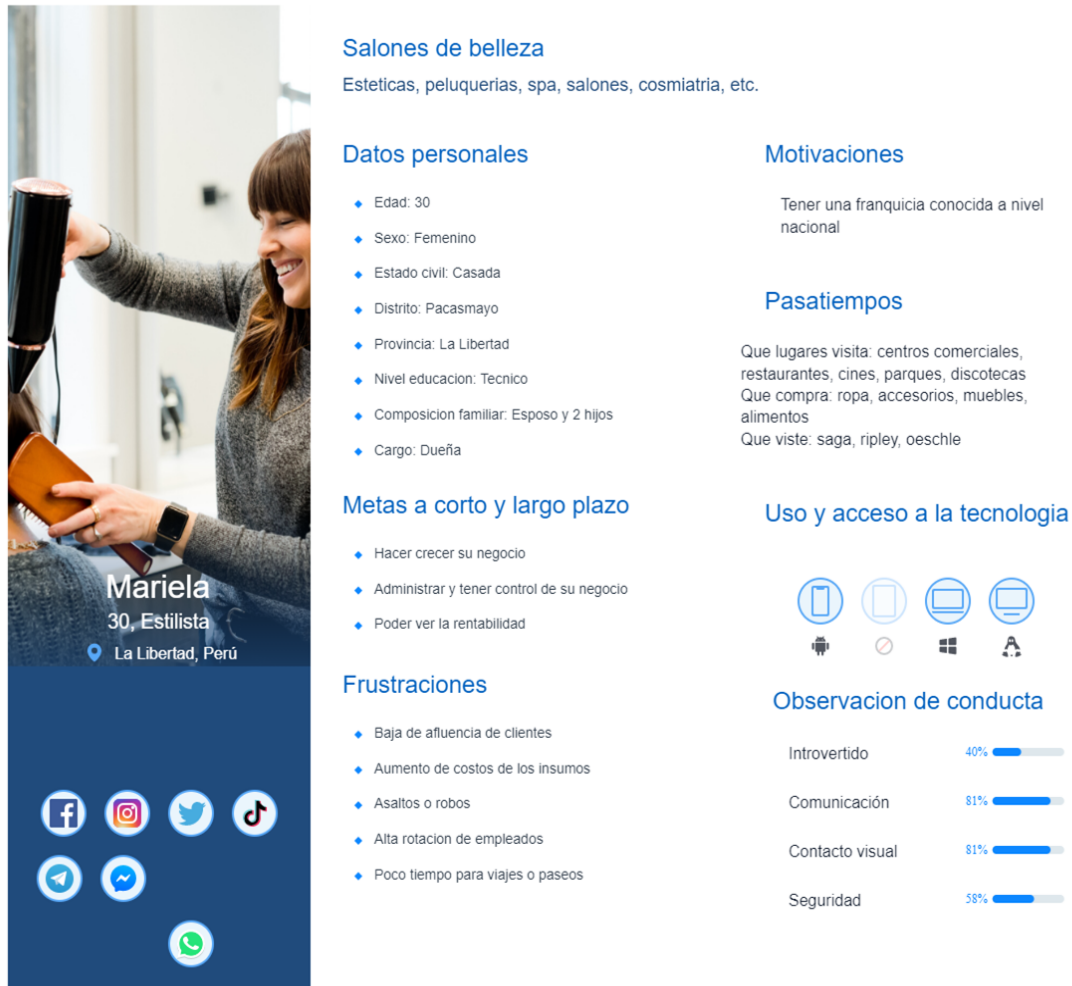 Salones de belleza
Esteticas, peluquerias, spa, salones, cosmiatria, etc.
Datos personales
Edad: 30
Sexo: Femenino
Estado civil: Casada
Distrito: Pacasmayo
Provincia: La Libertad
Nivel educacion: Tecnico
Composicion familiar: Esposo y 2 hijos
Cargo: Dueña
Metas a corto y largo plazo
Hacer crecer su negocio
Administrar y tener control de su negocio
Poder ver la rentabilidad
Frustraciones
Baja de afluencia de clientes
Aumento de costos de los insumos
Asaltos o robos
Alta rotacion de empleados
Poco tiempo para viajes o paseos
Motivaciones
Tener una franquicia conocida a nivel
nacional
Pasatiempos
Que lugares visita: centros comerciales,
restaurantes, cines, parques, discotecas
Que compra: ropa, accesorios, muebles,
alimentos
Que viste: saga, ripley, oeschle
Uso y acceso a la tecnologia
Observacion de conducta
Introvertido 40%
Comunicación 81%
Contacto visual 81%
Seguridad 58%
Mariela
30, Estilista
La Libertad, Perú